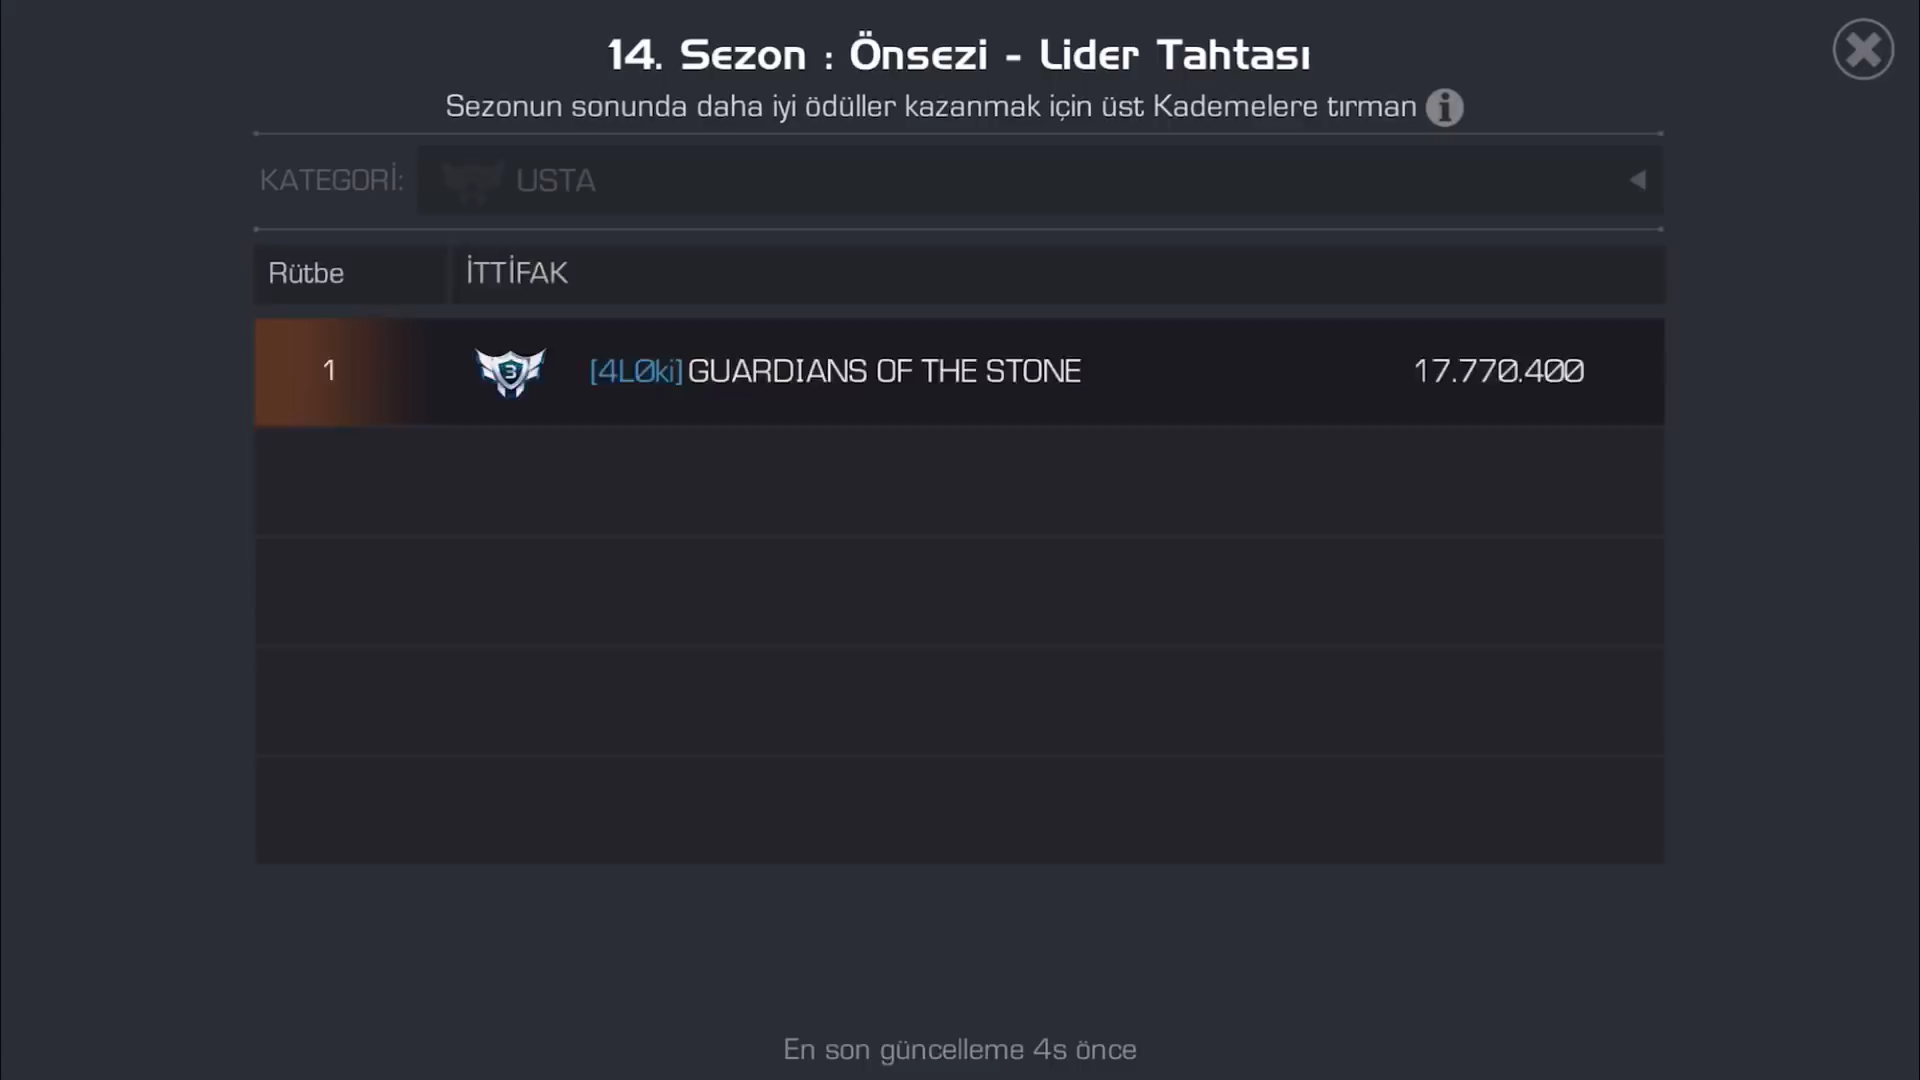 14. Sezon : Önsezi - Lider Tahtası
Sezonun sonunda daha iyi ödüller kazanmak için üst Kademelere tırman
KATEGORİ: USTA
Rütbe İTTİFAK
1 3 [4L0ki] GUARDIANS OF THE STONE 17.770.400
En son güncelleme 4s önce